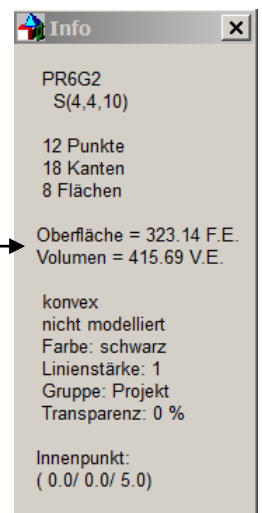 Info
PR6G2
S(4,4,10)
12 Punkte
18 Kanten
8 Flächen
Oberfläche = 323.14 F.E.
Volumen = 415.69 V.E.
konvex
nicht modelliert
Farbe: schwarz
Linienstärke: 1
Gruppe: Projekt
Transparenz: 0 %
Innenpunkt:
( 0.0/ 0.0/ 5.0)